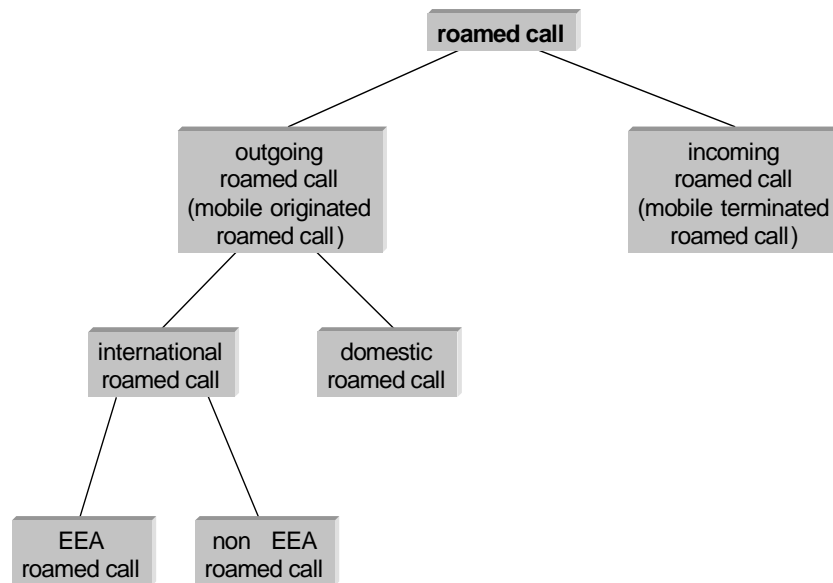 roamed call
outgoing
roamed call
(mobile originated
roamed call)
incoming
roamed call
(mobile terminated
roamed call)
international
roamed call
domestic
roamed call
EEA
roamed call
non EEA
roamed call